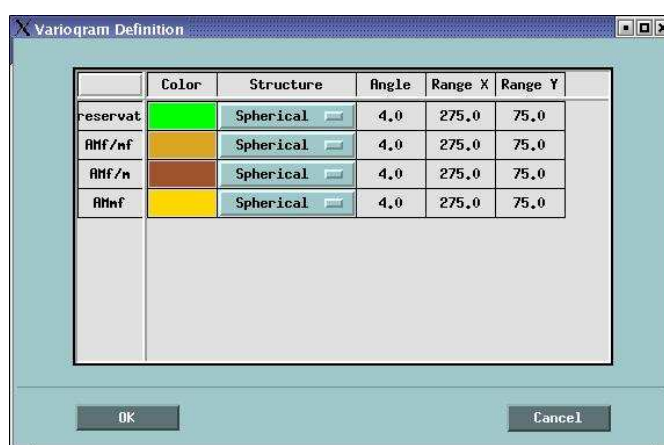 Variogram Definition
Color Structure Angle Range X Range Y
reservat Spherical 4.0 275.0 75.0
AMf/mf Spherical 4.0 275.0 75.0
AMf/m Spherical 4.0 275.0 75.0
AMmf Spherical 4.0 275.0 75.0
OK Cancel